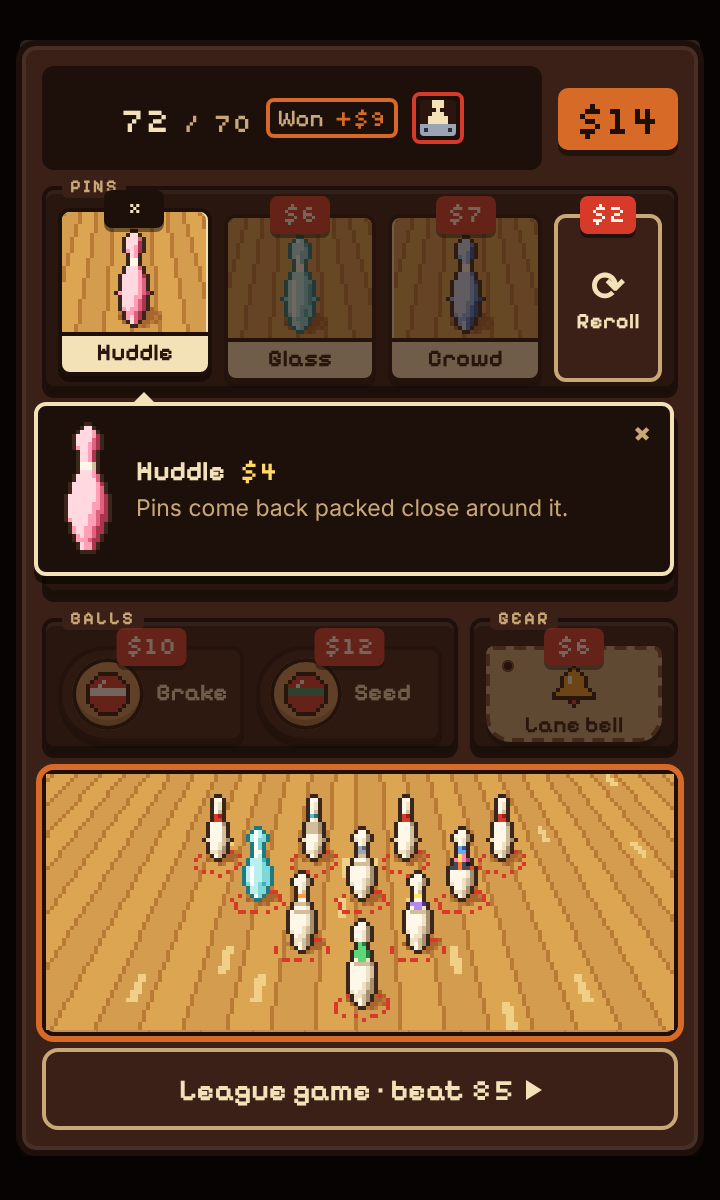 72 / 70 Won +$9
$14
PINS
×
$6
$7
$2
Huddle
Glass
Crowd
⟳
Reroll
×
Huddle $4
Pins come back packed close around it.
BALLS
GEAR
$10
$12
$6
Brake
Seed
Lane bell
League game · beat 85 ▶